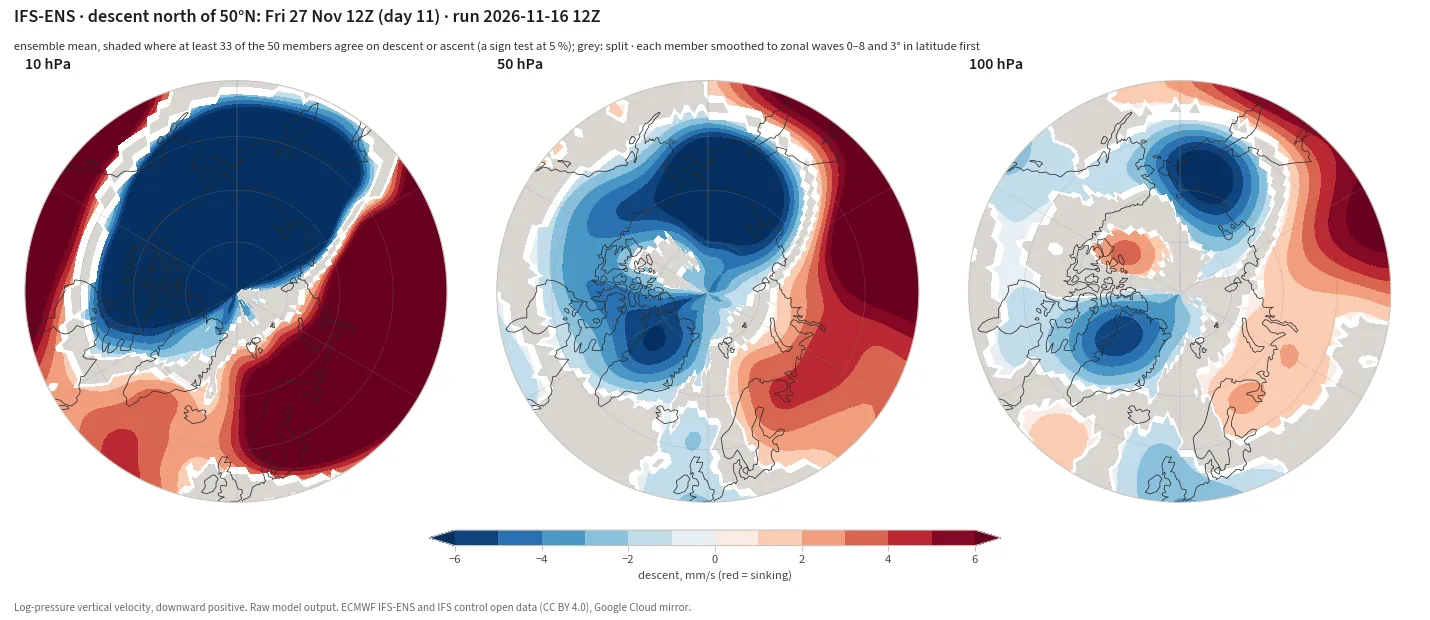 IFS-ENS · descent north of 50°N: Fri 27 Nov 12Z (day 11) · run 2026-11-16 12Z
ensemble mean, shaded where at least 33 of the 50 members agree on descent or ascent (a sign test at 5 %); grey: split · each member smoothed to zonal waves 0–8 and 3° in latitude first
10 hPa
50 hPa
100 hPa
−6 −4 −2 0 2 4 6
descent, mm/s (red = sinking)
Log-pressure vertical velocity, downward positive. Raw model output. ECMWF IFS-ENS and IFS control open data (CC BY 4.0), Google Cloud mirror.